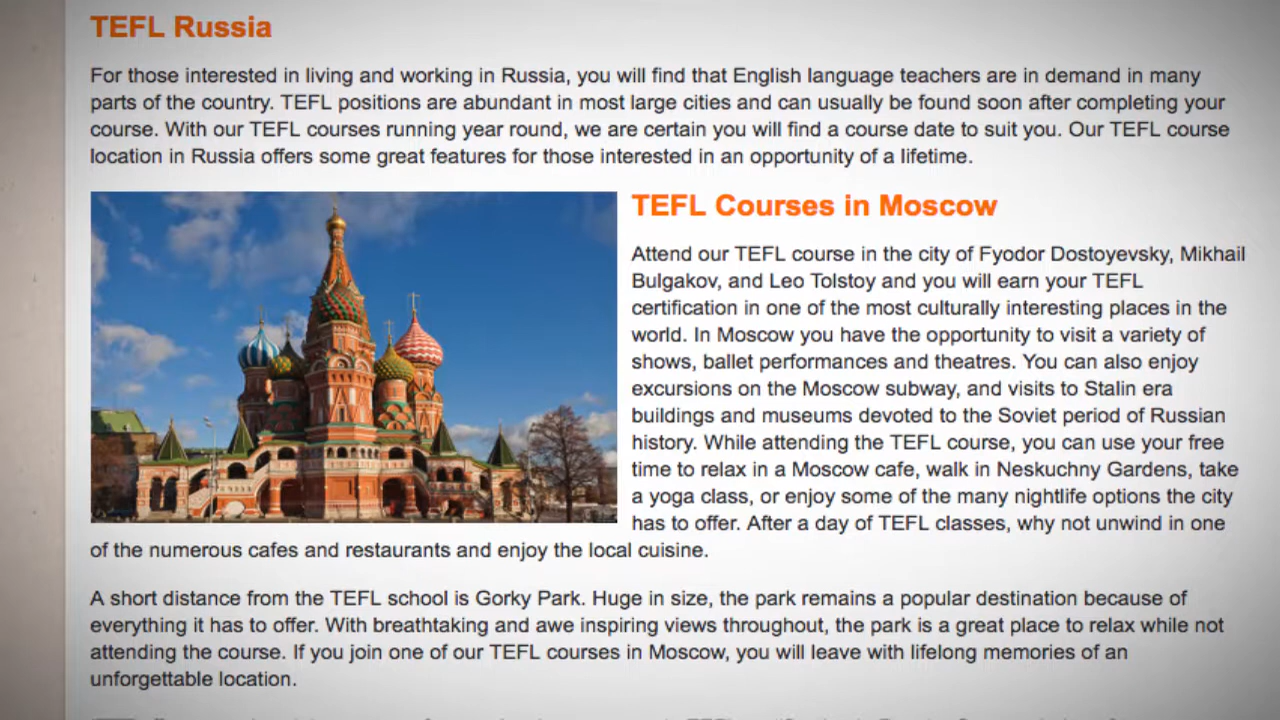 TEFL Russia
For those interested in living and working in Russia, you will find that English language teachers are in demand in many
parts of the country. TEFL positions are abundant in most large cities and can usually be found soon after completing your
course. With our TEFL courses running year round, we are certain you will find a course date to suit you. Our TEFL course
location in Russia offers some great features for those interested in an opportunity of a lifetime.
TEFL Courses in Moscow
Attend our TEFL course in the city of Fyodor Dostoyevsky, Mikhail
Bulgakov, and Leo Tolstoy and you will earn your TEFL
certification in one of the most culturally interesting places in the
world. In Moscow you have the opportunity to visit a variety of
shows, ballet performances and theatres. You can also enjoy
excursions on the Moscow subway, and visits to Stalin era
buildings and museums devoted to the Soviet period of Russian
history. While attending the TEFL course, you can use your free
time to relax in a Moscow cafe, walk in Neskuchny Gardens, take
a yoga class, or enjoy some of the many nightlife options the city
has to offer. After a day of TEFL classes, why not unwind in one
of the numerous cafes and restaurants and enjoy the local cuisine.
A short distance from the TEFL school is Gorky Park. Huge in size, the park remains a popular destination because of
everything it has to offer. With breathtaking and awe inspiring views throughout, the park is a great place to relax while not
attending the course. If you join one of our TEFL courses in Moscow, you will leave with lifelong memories of an
unforgettable location.